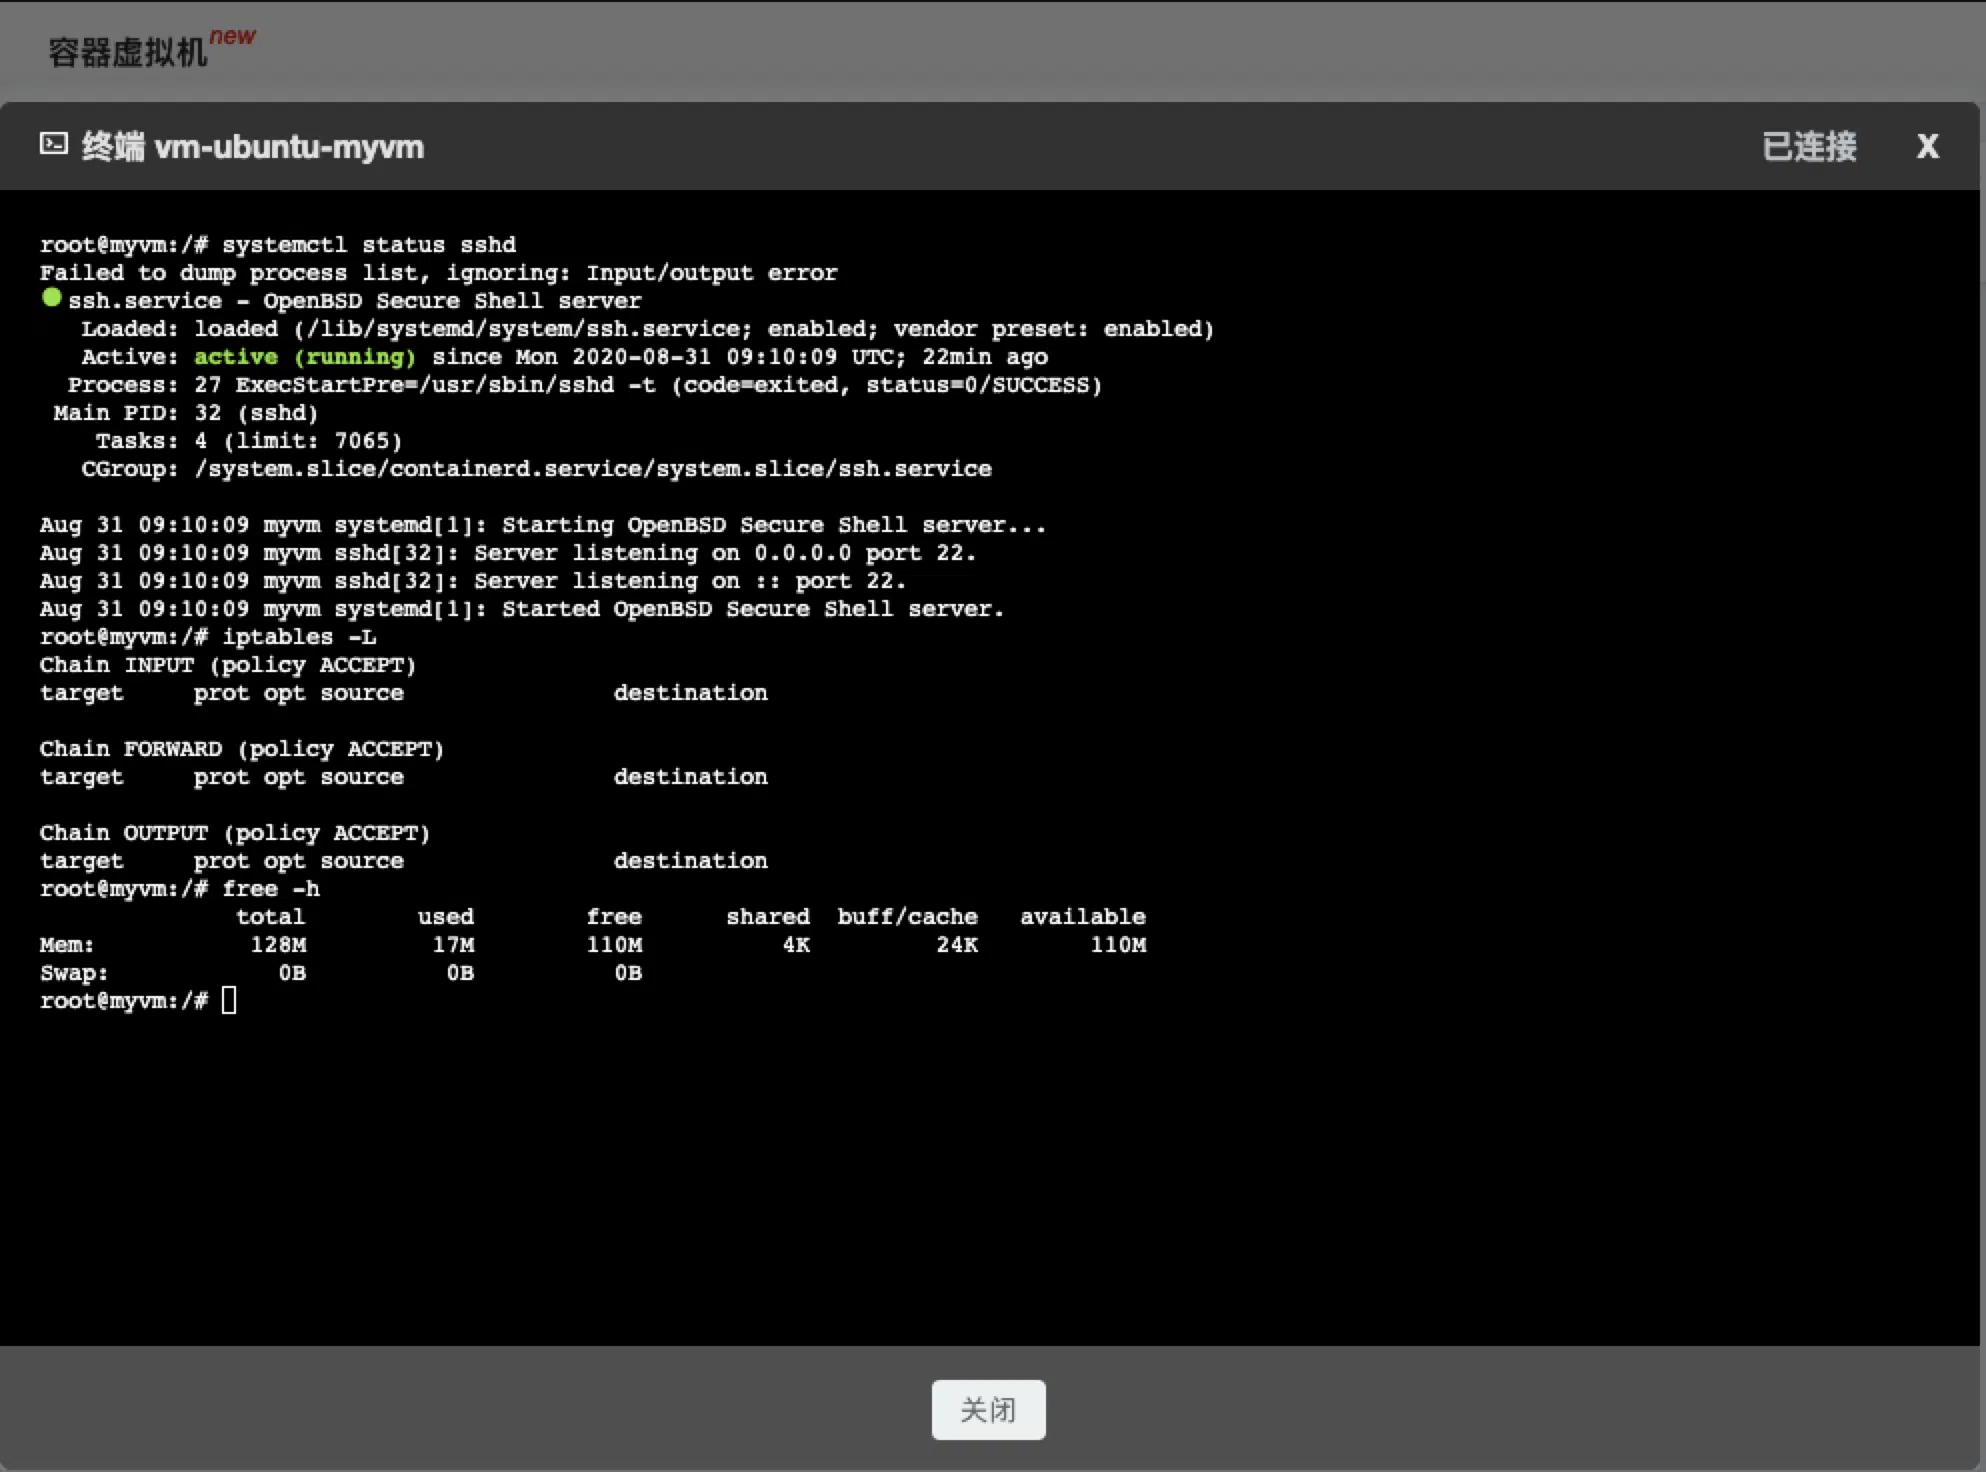 容器虚拟机new
终端 vm-ubuntu-myvm 已连接 X
root@myvm:/# systemctl status sshd
Failed to dump process list, ignoring: Input/output error
● ssh.service - OpenBSD Secure Shell server
   Loaded: loaded (/lib/systemd/system/ssh.service; enabled; vendor preset: enabled)
   Active: active (running) since Mon 2020-08-31 09:10:09 UTC; 22min ago
  Process: 27 ExecStartPre=/usr/sbin/sshd -t (code=exited, status=0/SUCCESS)
 Main PID: 32 (sshd)
    Tasks: 4 (limit: 7065)
   CGroup: /system.slice/containerd.service/system.slice/ssh.service
Aug 31 09:10:09 myvm systemd[1]: Starting OpenBSD Secure Shell server...
Aug 31 09:10:09 myvm sshd[32]: Server listening on 0.0.0.0 port 22.
Aug 31 09:10:09 myvm sshd[32]: Server listening on :: port 22.
Aug 31 09:10:09 myvm systemd[1]: Started OpenBSD Secure Shell server.
root@myvm:/# iptables -L
Chain INPUT (policy ACCEPT)
target     prot opt source               destination
Chain FORWARD (policy ACCEPT)
target     prot opt source               destination
Chain OUTPUT (policy ACCEPT)
target     prot opt source               destination
root@myvm:/# free -h
              total        used        free      shared  buff/cache   available
Mem:           128M         17M        110M          4K         24K        110M
Swap:            0B          0B          0B
root@myvm:/#
关闭